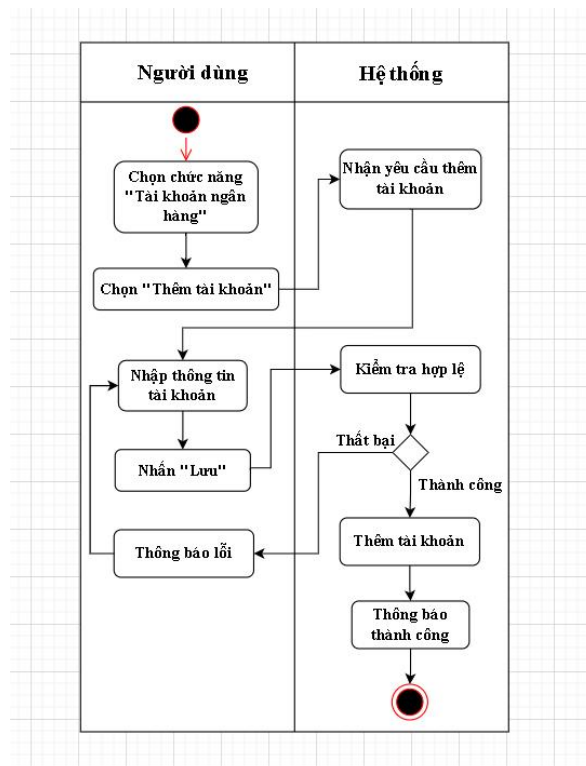 Người dùng
Hệ thống
Chọn chức năng
"Tài khoản ngân
hàng"
Nhận yêu cầu thêm
tài khoản
Chọn "Thêm tài khoản"
Nhập thông tin
tài khoản
Kiểm tra hợp lệ
Thất bại
Nhấn "Lưu"
Thành công
Thông báo lỗi
Thêm tài khoản
Thông báo
thành công